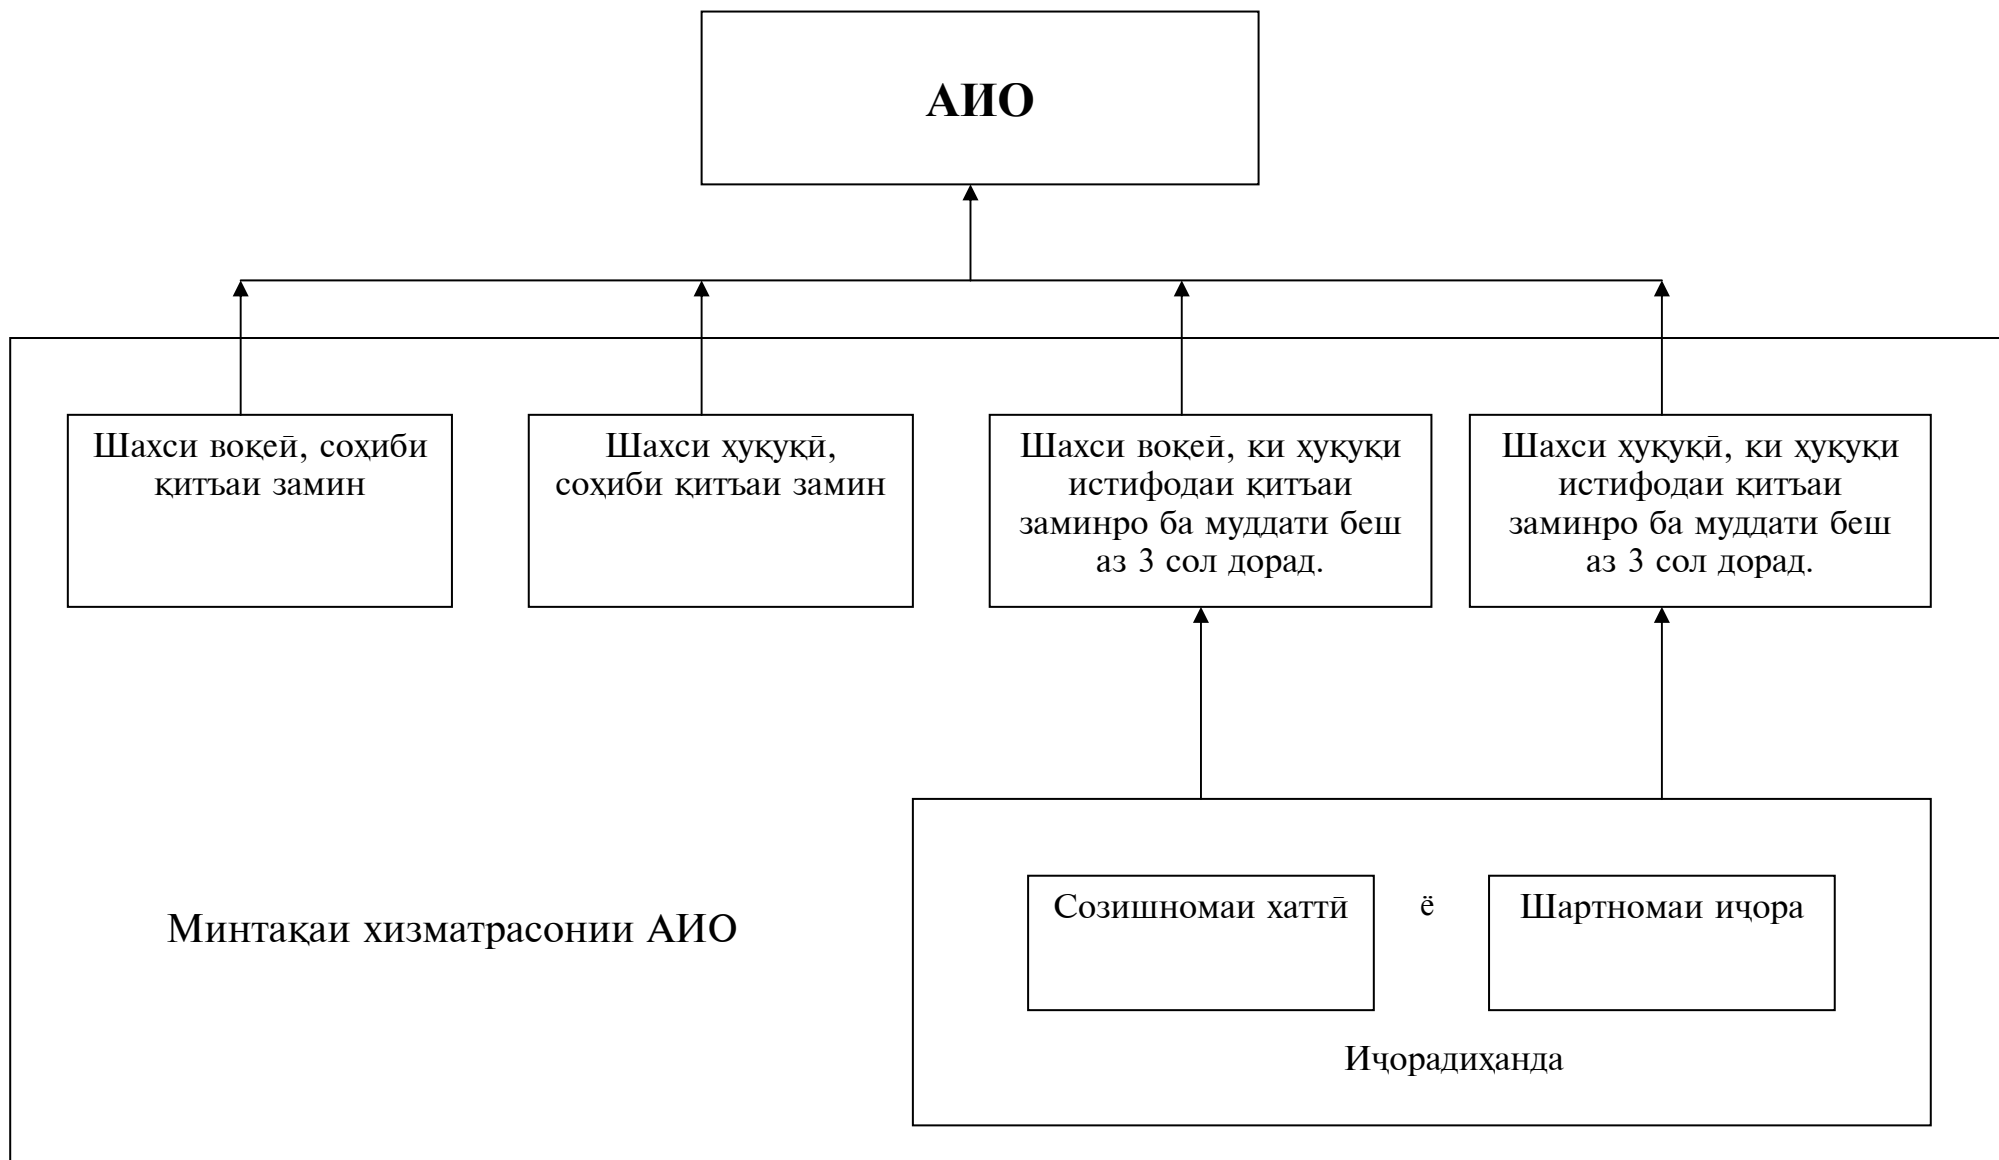 АИО
Шахси воқеӣ, соҳиби
қитъаи замин
Шахси ҳуқуқӣ,
соҳиби қитъаи замин
Шахси воқеӣ, ки ҳуқуқи
истифодаи қитъаи
заминро ба муддати беш
аз 3 сол дорад.
Шахси ҳуқуқӣ, ки ҳуқуқи
истифодаи қитъаи
заминро ба муддати беш
аз 3 сол дорад.
Минтақаи хизматрасонии АИО
Созишномаи хаттӣ
ё
Шартномаи иҷора
Иҷорадиҳанда